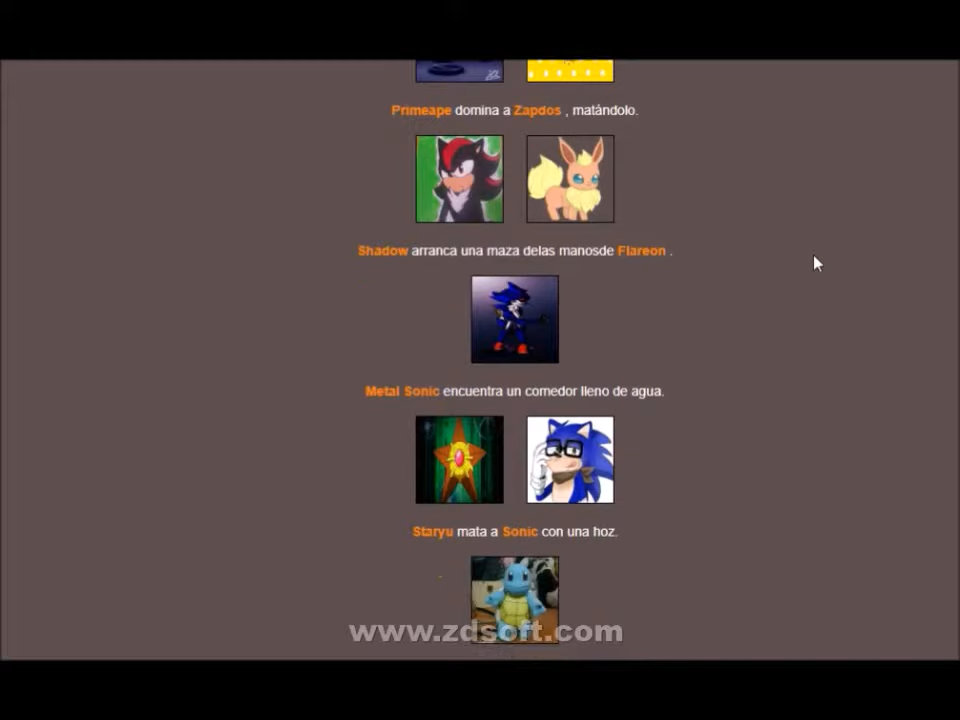 Primeape domina a Zapdos , matándolo.
Shadow arranca una maza delas manosde Flareon .
Metal Sonic encuentra un comedor lleno de agua.
Staryu mata a Sonic con una hoz.
www.zdsoft.com